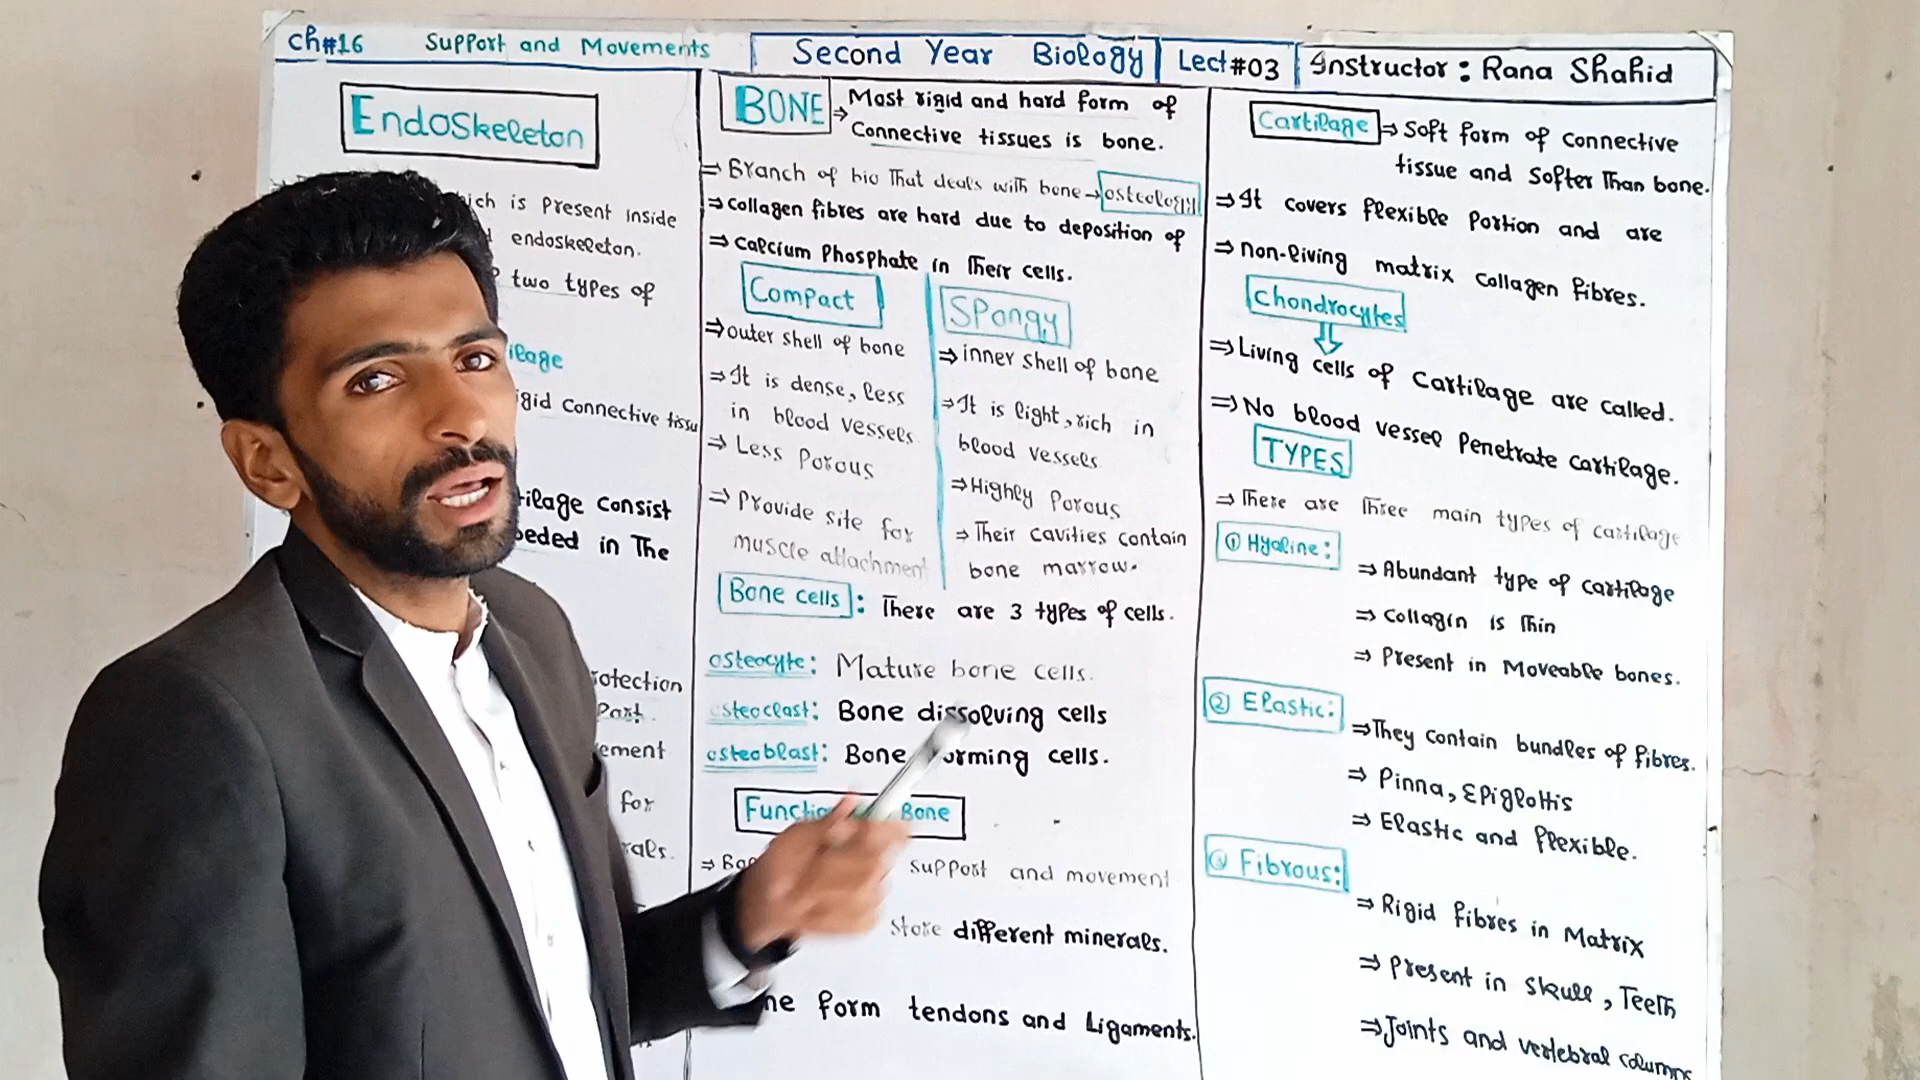 Ch#16 Support and Movements
Second Year Biology
Lect#03
Instructor: Rana Shahid
EndoSkeleton
is present inside
endoskeleton.
two types of
Connective tissu
consist
in The
Part.
for
BONE ⇒ Most rigid and hard form of
Connective tissues is bone.
⇒ Branch of bio That deals with bone → osteology
⇒ Collagen fibres are hard due to deposition of
⇒ Calcium Phosphate in Their cells.
Compact
⇒ outer shell of bone
⇒ It is dense, less
in blood vessels
⇒ Less Porous
⇒ Provide site for
muscle attachment
SPongy
⇒ inner shell of bone
⇒ It is light, rich in
blood vessels
⇒ Highly Porous
⇒ Their cavities contain
bone marrow.
Bone cells: There are 3 types of cells.
osteocyte: Mature bone cells.
osteoclast: Bone dissolving cells
osteoblast: Bone forming cells.
Bone
support and movement
store different minerals.
form tendons and Ligaments.
Cartilage ⇒ Soft form of connective
tissue and Softer Than bone.
⇒ It covers flexible Portion and are
⇒ non-living matrix collagen fibres.
Chondrocytes
⇒ Living cells of Cartilage are called.
⇒ No blood vessel Penetrate cartilage.
TYPES
⇒ There are Three main types of cartilage
① Hyaline:
⇒ Abundant type of cartilage
⇒ Collagin is Thin
⇒ Present in Moveable bones.
② Elastic:
⇒ They contain bundles of fibres.
⇒ Pinna, Epiglottis
⇒ Elastic and flexible.
③ Fibrous:
⇒ Rigid fibres in Matrix
⇒ Present in Skull, Teeth
⇒ Joints and vertebral columns